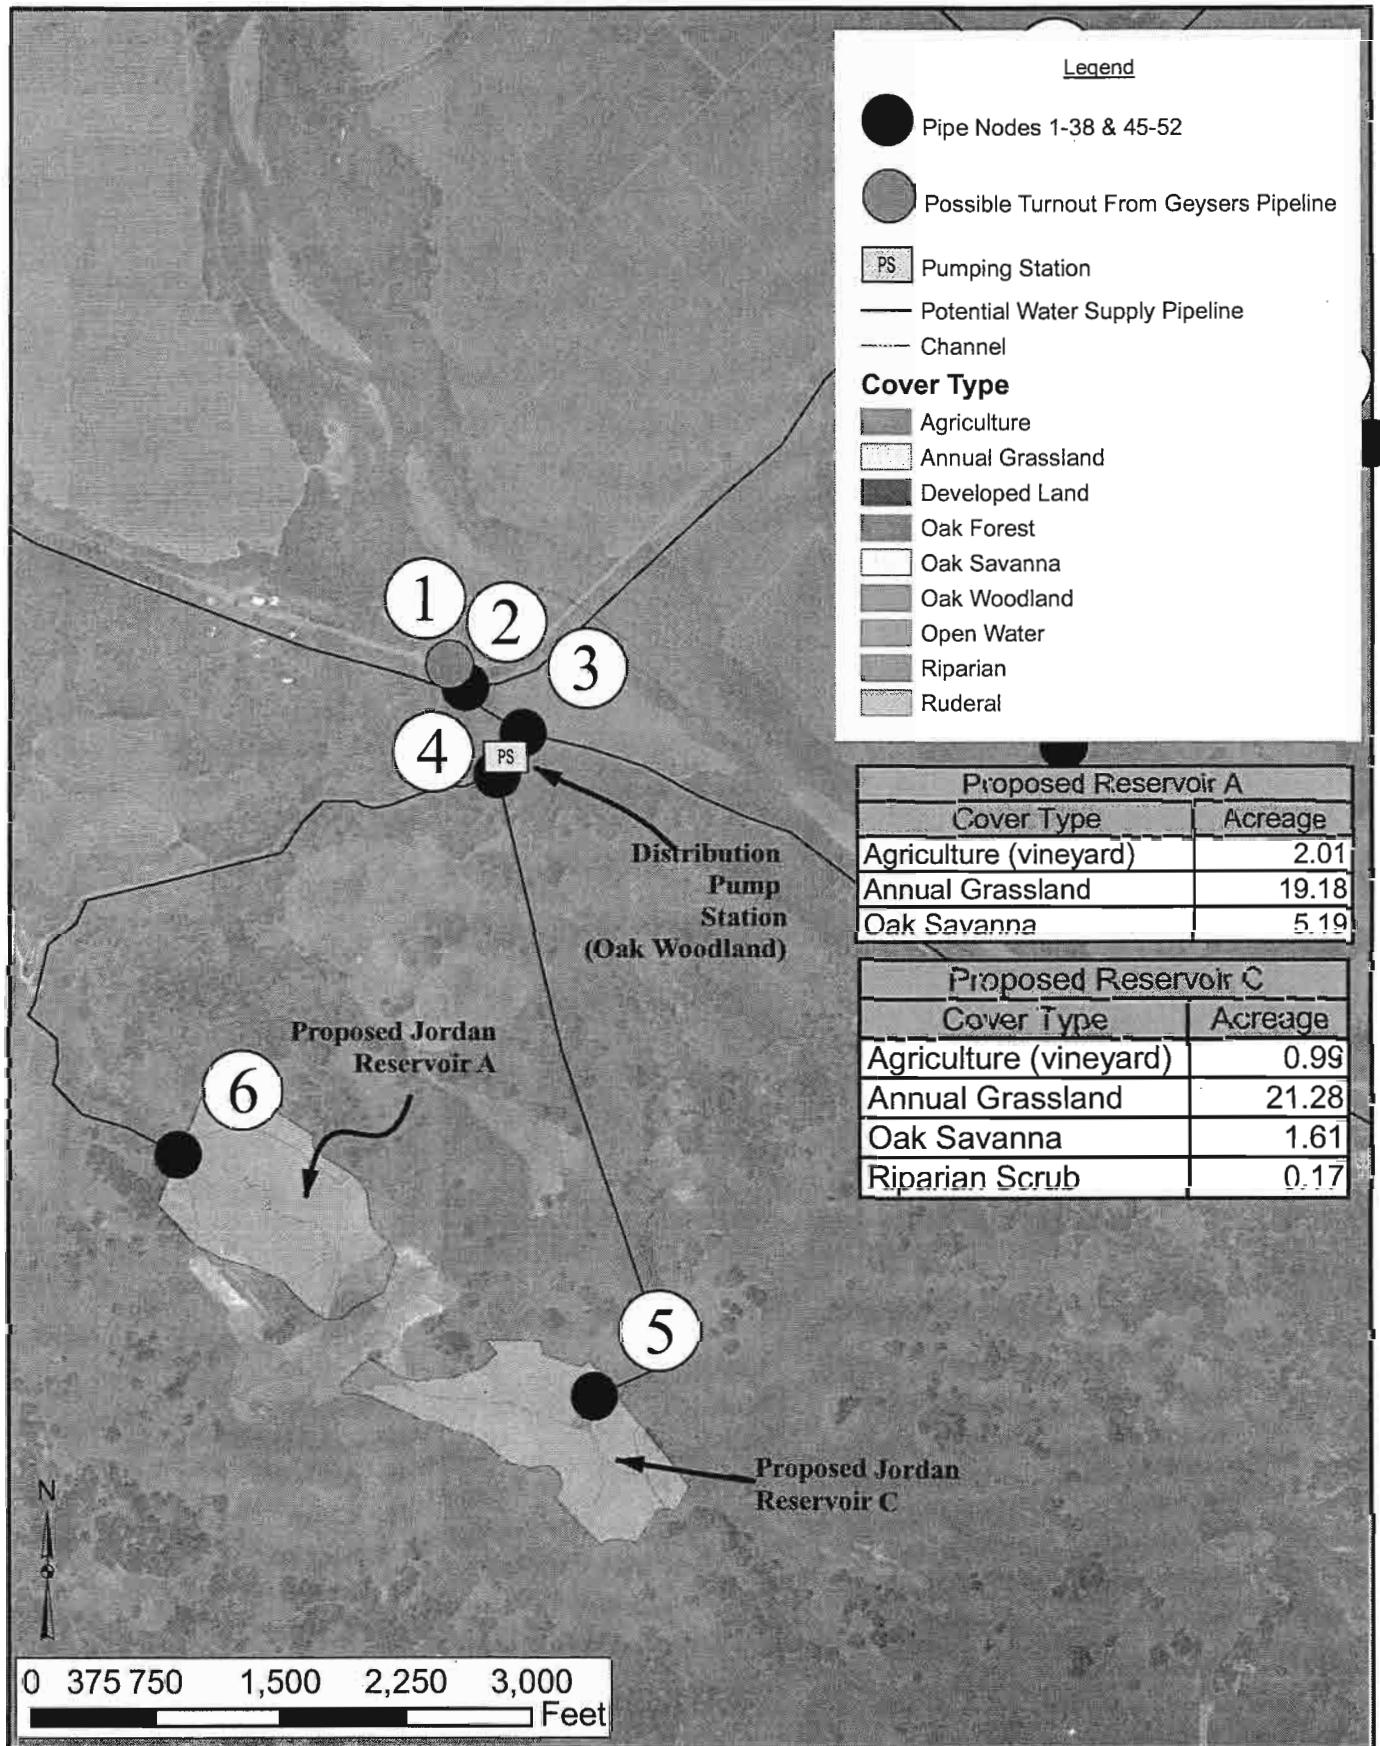 Legend
Pipe Nodes 1-38 & 45-52
Possible Turnout From Geysers Pipeline
PS Pumping Station
Potential Water Supply Pipeline
Channel
Cover Type
Agriculture
Annual Grassland
Developed Land
Oak Forest
Oak Savanna
Oak Woodland
Open Water
Riparian
Ruderal
1
2
3
4
PS
Distribution
Pump
Station
(Oak Woodland)
Proposed Reservoir A
Cover Type Acreage
Agriculture (vineyard) 2.01
Annual Grassland 19.18
Oak Savanna 5.19
Proposed Reservoir C
Cover Type Acreage
Agriculture (vineyard) 0.99
Annual Grassland 21.28
Oak Savanna 1.61
Riparian Scrub 0.17
Proposed Jordan
Reservoir A
6
5
Proposed Jordan
Reservoir C
N
0 375 750 1,500 2,250 3,000
Feet